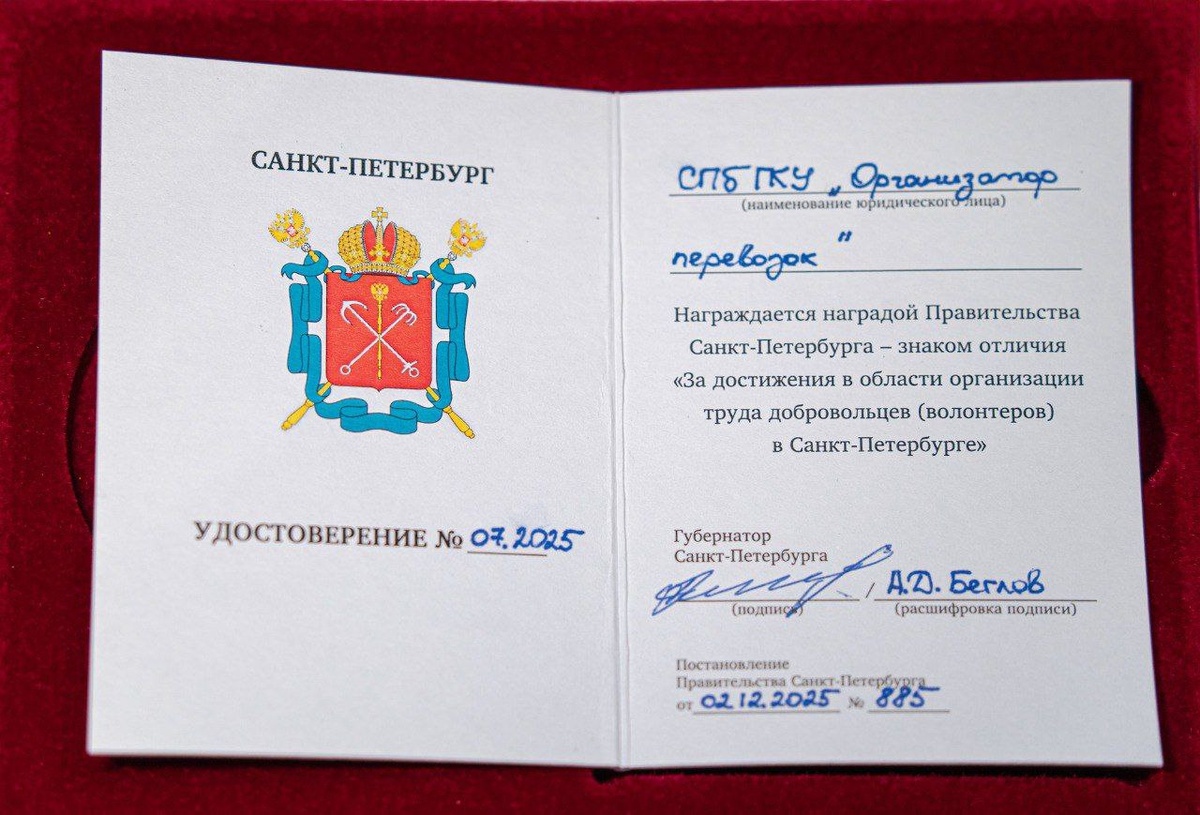 САНКТ-ПЕТЕРБУРГ
УДОСТОВЕРЕНИЕ № 07.2025
СПб ГКУ „Организатор
(наименование юридического лица)
перевозок"
Награждается наградой Правительства
Санкт-Петербурга – знаком отличия
«За достижения в области организации
труда добровольцев (волонтеров)
в Санкт-Петербурге»
Губернатор
Санкт-Петербурга
/ А.Д. Беглов
(подпись) (расшифровка подписи)
Постановление
Правительства Санкт-Петербурга
от 02.12.2025 № 885